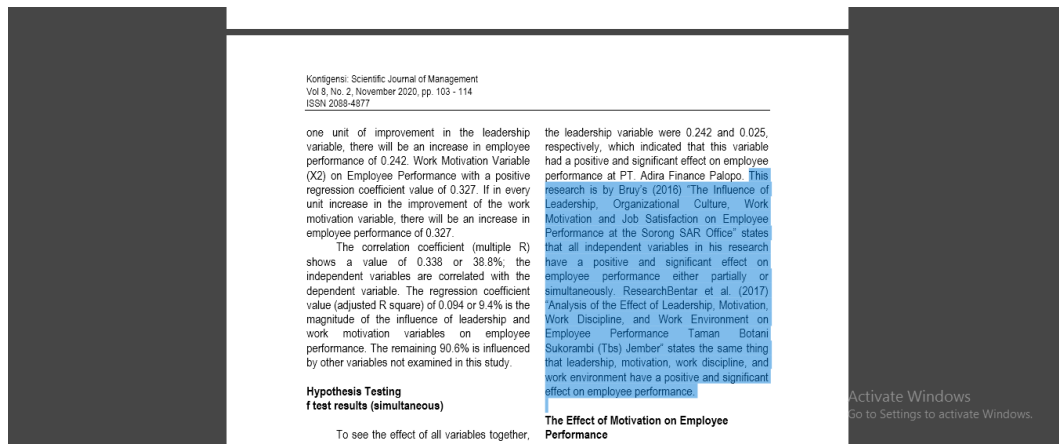 Kontigensi: Scientific Journal of Management
Vol 8, No. 2, November 2020, pp. 103 - 114
ISSN 2088-4877
one unit of improvement in the leadership
variable, there will be an increase in employee
performance of 0.242. Work Motivation Variable
(X2) on Employee Performance with a positive
regression coefficient value of 0.327. If in every
unit increase in the improvement of the work
motivation variable, there will be an increase in
employee performance of 0.327.
The correlation coefficient (multiple R)
shows a value of 0.338 or 38.8%; the
independent variables are correlated with the
dependent variable. The regression coefficient
value (adjusted R square) of 0.094 or 9.4% is the
magnitude of the influence of leadership and
work motivation variables on employee
performance. The remaining 90.6% is influenced
by other variables not examined in this study.
Hypothesis Testing
f test results (simultaneous)
To see the effect of all variables together,
the leadership variable were 0.242 and 0.025,
respectively, which indicated that this variable
had a positive and significant effect on employee
performance at PT. Adira Finance Palopo. This
research is by Bruy's (2016) "The Influence of
Leadership, Organizational Culture, Work
Motivation and Job Satisfaction on Employee
Performance at the Sorong SAR Office" states
that all independent variables in his research
have a positive and significant effect on
employee performance either partially or
simultaneously. ResearchBentar et al. (2017)
"Analysis of the Effect of Leadership, Motivation,
Work Discipline, and Work Environment on
Employee Performance Taman Botani
Sukorambi (Tbs) Jember" states the same thing
that leadership, motivation, work discipline, and
work environment have a positive and significant
effect on employee performance.
The Effect of Motivation on Employee
Performance
Activate Windows
Go to Settings to activate Windows.